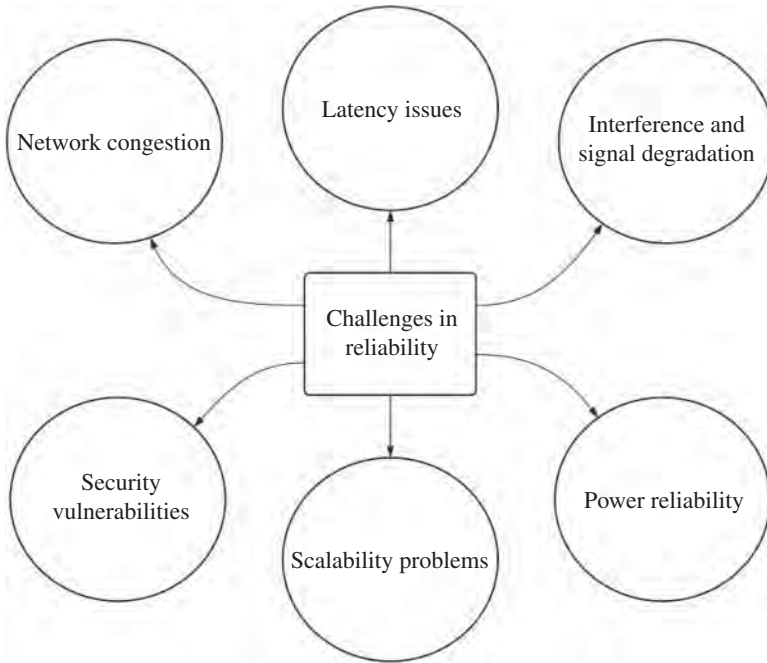 Network congestion
Latency issues
Interference and
signal degradation
Challenges in
reliability
Security
vulnerabilities
Scalability problems
Power reliability